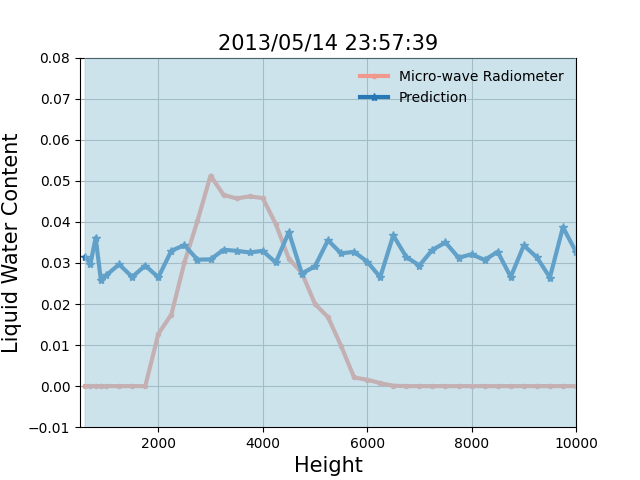 2013/05/14 23:57:39
Micro-wave Radiometer
Prediction
Liquid Water Content
0.08
0.07
0.06
0.05
0.04
0.03
0.02
0.01
0.00
−0.01
2000 4000 6000 8000 10000
Height